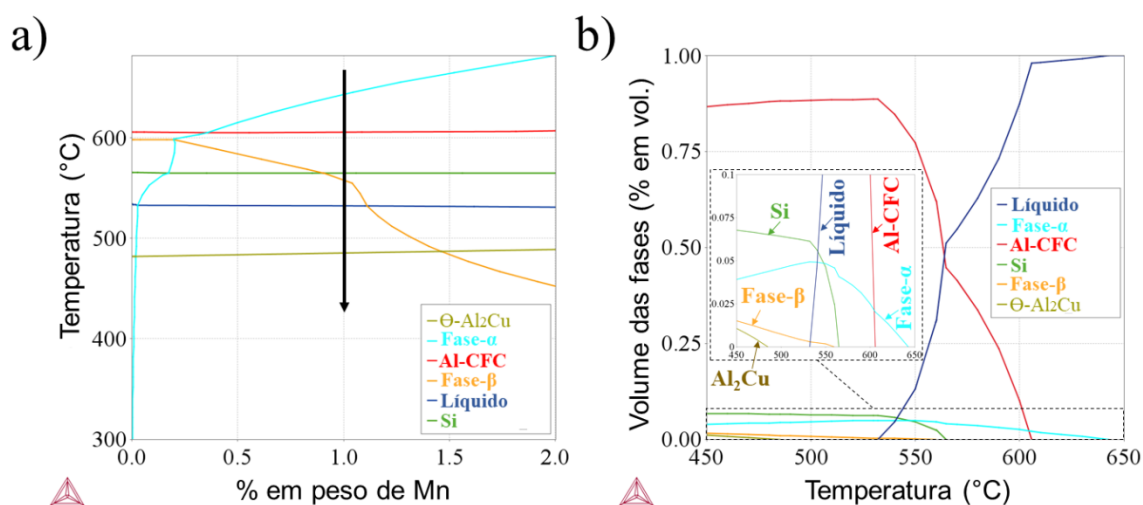 a)
Temperatura (°C)
600
500
400
300
0.0
0.5
1.0
1.5
2.0
% em peso de Mn
Ɵ-Al₂Cu
Fase-α
Al-CFC
Fase-β
Líquido
Si
b)
Volume das fases (% em vol.)
1.00
0.75
0.50
0.25
0.00
450
500
550
600
650
Temperatura (°C)
Líquido
Fase-α
Al-CFC
Si
Fase-β
Ɵ-Al₂Cu
0.1
0.075
0.05
0.025
0
450
500
550
600
650
Si
Líquido
Al-CFC
Fase-α
Fase-β
Al₂Cu